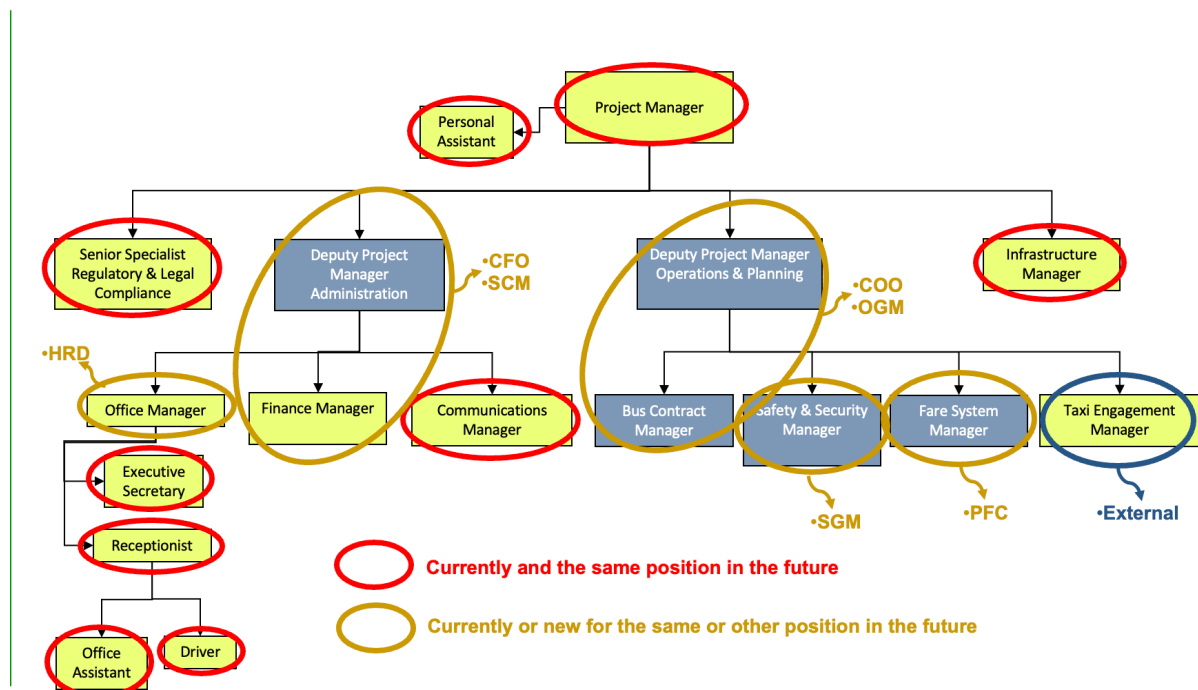 Project Manager
Personal
Assistant
Senior Specialist
Regulatory & Legal
Compliance
Deputy Project
Manager
Administration
•CFO
•SCM
Deputy Project Manager
Operations & Planning
•COO
•OGM
Infrastructure
Manager
•HRD
Office Manager
Finance Manager
Communications
Manager
Bus Contract
Manager
Safety & Security
Manager
Fare System
Manager
Taxi Engagement
Manager
Executive
Secretary
•SGM
•PFC
•External
Receptionist
Currently and the same position in the future
Currently or new for the same or other position in the future
Office
Assistant
Driver